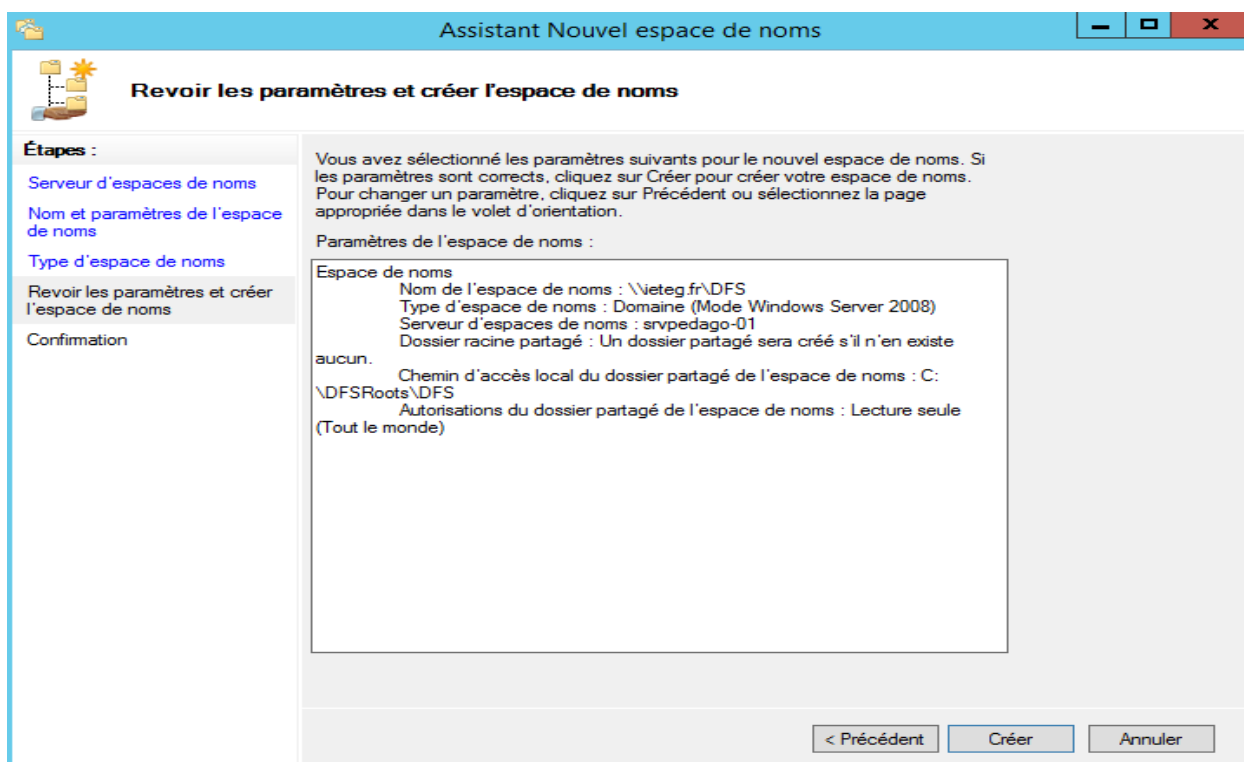 Assistant Nouvel espace de noms
Revoir les paramètres et créer l'espace de noms
Étapes :
Serveur d'espaces de noms
Nom et paramètres de l'espace
de noms
Type d'espace de noms
Revoir les paramètres et créer
l'espace de noms
Confirmation
Vous avez sélectionné les paramètres suivants pour le nouvel espace de noms. Si
les paramètres sont corrects, cliquez sur Créer pour créer votre espace de noms.
Pour changer un paramètre, cliquez sur Précédent ou sélectionnez la page
appropriée dans le volet d'orientation.
Paramètres de l'espace de noms :
Espace de noms
Nom de l'espace de noms : \\ieteg.fr\DFS
Type d'espace de noms : Domaine (Mode Windows Server 2008)
Serveur d'espaces de noms : srvpedago-01
Dossier racine partagé : Un dossier partagé sera créé s'il n'en existe
aucun.
Chemin d'accès local du dossier partagé de l'espace de noms : C:
\DFSRoots\DFS
Autorisations du dossier partagé de l'espace de noms : Lecture seule
(Tout le monde)
< Précédent
Créer
Annuler